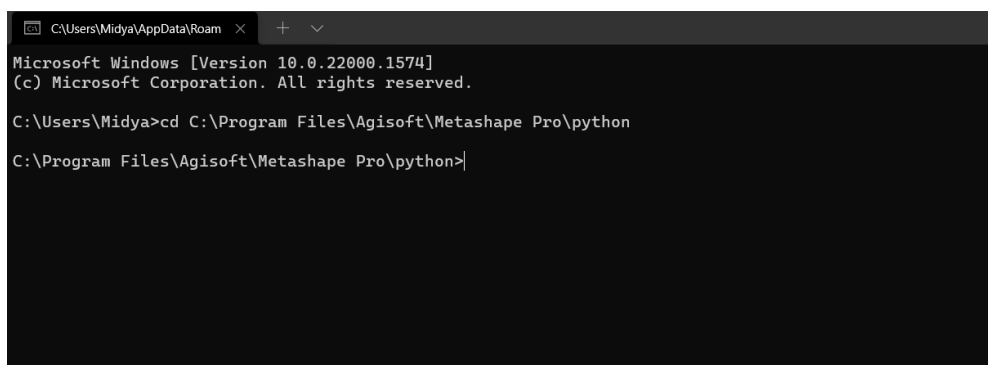 C:\Users\Midya\AppData\Roam
Microsoft Windows [Version 10.0.22000.1574]
(c) Microsoft Corporation. All rights reserved.
C:\Users\Midya>cd C:\Program Files\Agisoft\Metashape Pro\python
C:\Program Files\Agisoft\Metashape Pro\python>